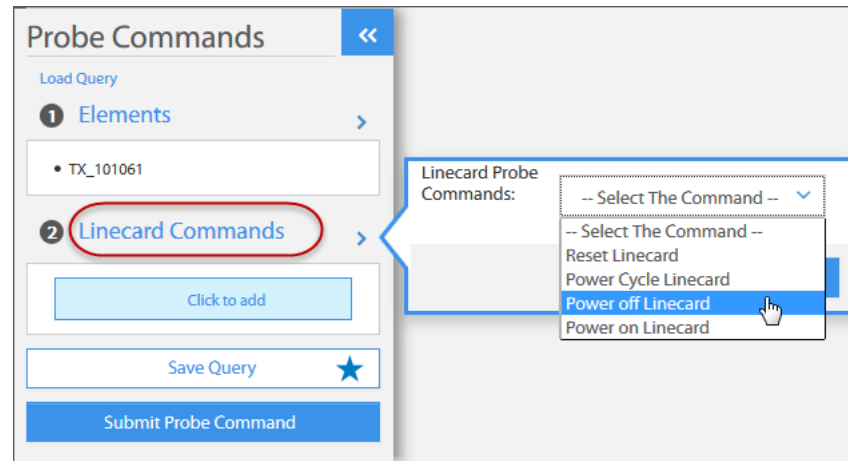 Probe Commands
«
Load Query
1 Elements
• TX_101061
2 Linecard Commands
Click to add
Save Query
Submit Probe Command
Linecard Probe
Commands:
-- Select The Command --
-- Select The Command --
Reset Linecard
Power Cycle Linecard
Power off Linecard
Power on Linecard